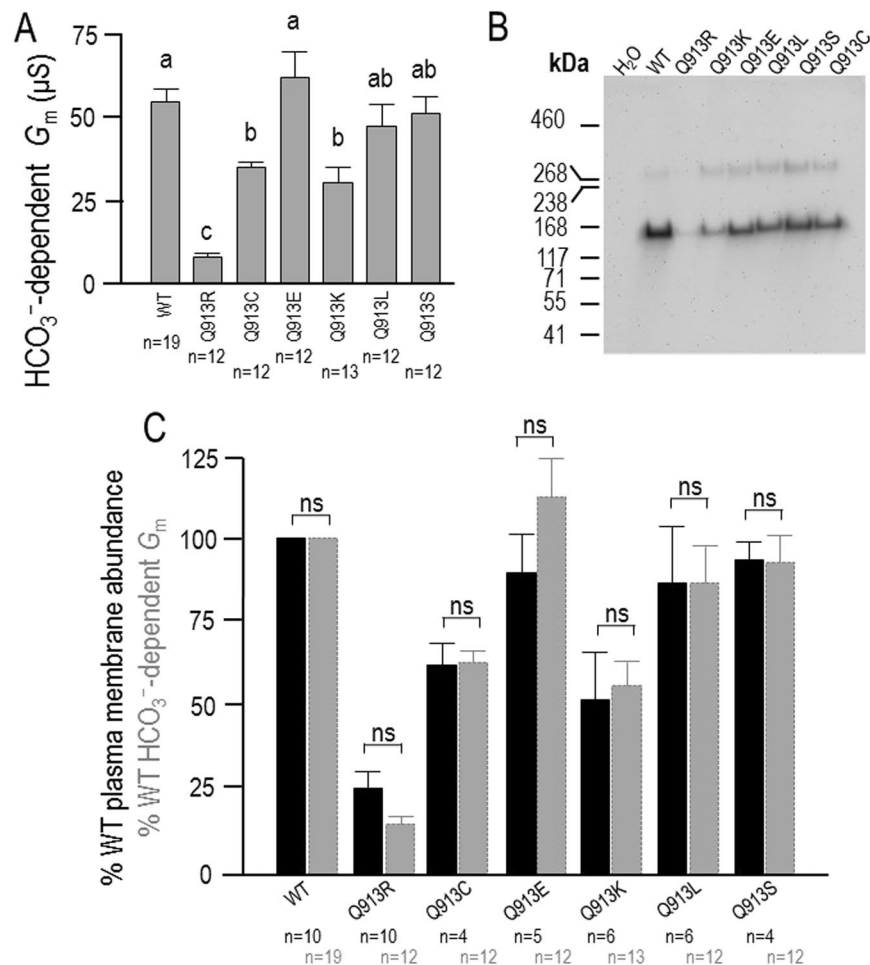 A
HCO₃⁻-dependent Gₘ (µS)
75
50
25
0
a
c
b
a
b
ab
ab
WT
Q913R
Q913C
Q913E
Q913K
Q913L
Q913S
n=19
n=12
n=12
n=12
n=13
n=12
n=12
B
kDa
H₂O
WT
Q913R
Q913K
Q913E
Q913L
Q913S
Q913C
460
268
238
168
117
71
55
41
C
% WT plasma membrane abundance
% WT HCO₃⁻-dependent Gₘ
125
100
75
50
25
0
ns
ns
ns
ns
ns
ns
ns
WT
Q913R
Q913C
Q913E
Q913K
Q913L
Q913S
n=10 n=10 n=4 n=5 n=6 n=6 n=4
n=19 n=12 n=12 n=12 n=13 n=12 n=12